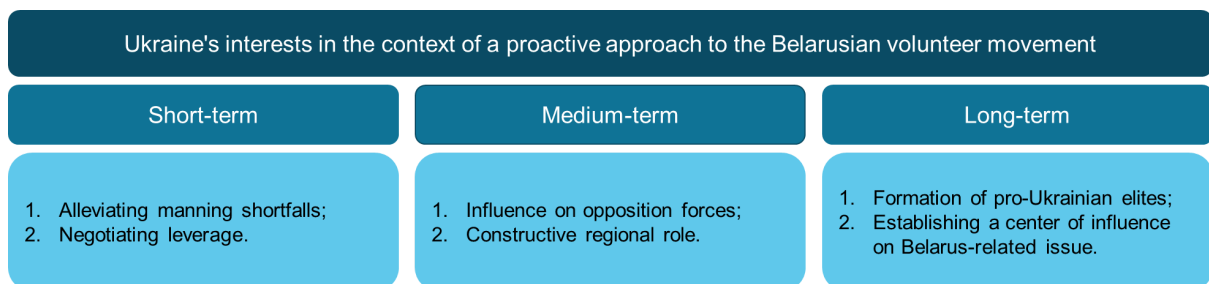 Ukraine's interests in the context of a proactive approach to the Belarusian volunteer movement
Short-term
Medium-term
Long-term
1. Alleviating manning shortfalls;
2. Negotiating leverage.
1. Influence on opposition forces;
2. Constructive regional role.
1. Formation of pro-Ukrainian elites;
2. Establishing a center of influence
on Belarus-related issue.